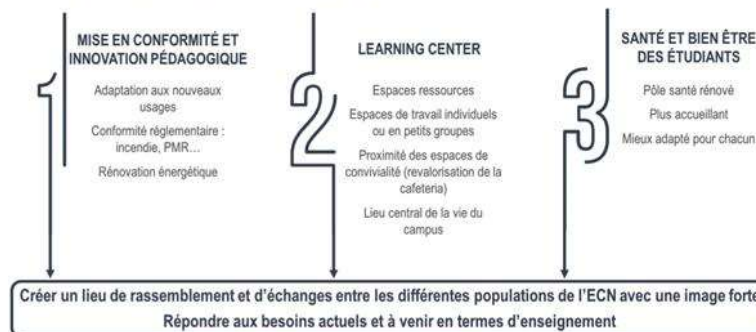 1
MISE EN CONFORMITÉ ET
INNOVATION PÉDAGOGIQUE
Adaptation aux nouveaux
usages
Conformité réglementaire :
incendie, PMR…
Rénovation énergétique
2
LEARNING CENTER
Espaces ressources
Espaces de travail individuels
ou en petits groupes
Proximité des espaces de
convivialité (revalorisation de la
cafeteria)
Lieu central de la vie du
campus
3
SANTÉ ET BIEN ÊTRE
DES ÉTUDIANTS
Pôle santé rénové
Plus accueillant
Mieux adapté pour chacun
Créer un lieu de rassemblement et d'échanges entre les différentes populations de l'ECN avec une image forte
Répondre aux besoins actuels et à venir en termes d'enseignement